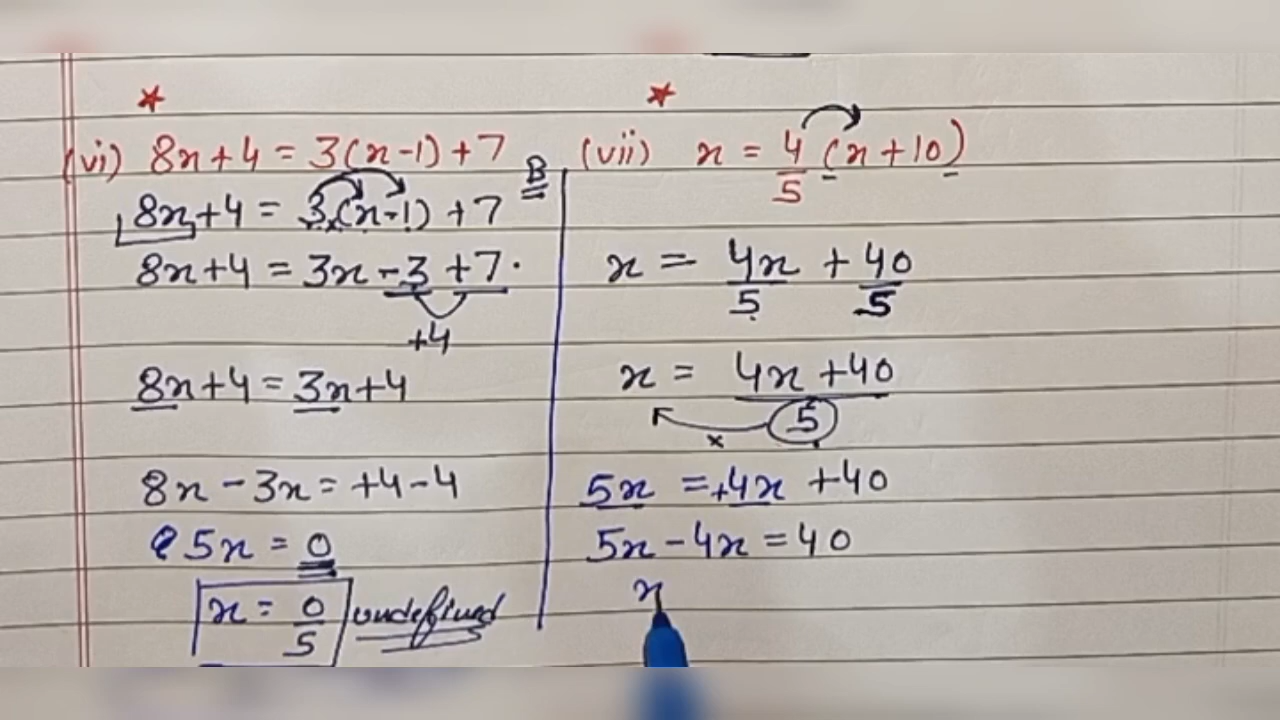 (vi) 8x+4 = 3(x-1)+7
8x+4 = 3(x-1)+7
8x+4 = 3x-3+7.
+4
8x+4 = 3x+4
8x-3x = +4-4
5x = 0
x = 0/5 undefined
B
(vii) x = 4/5 (x+10)
x = 4x/5 + 40/5
x = 4x+40/5
x
5x = +4x+40
5x-4x = 40
x